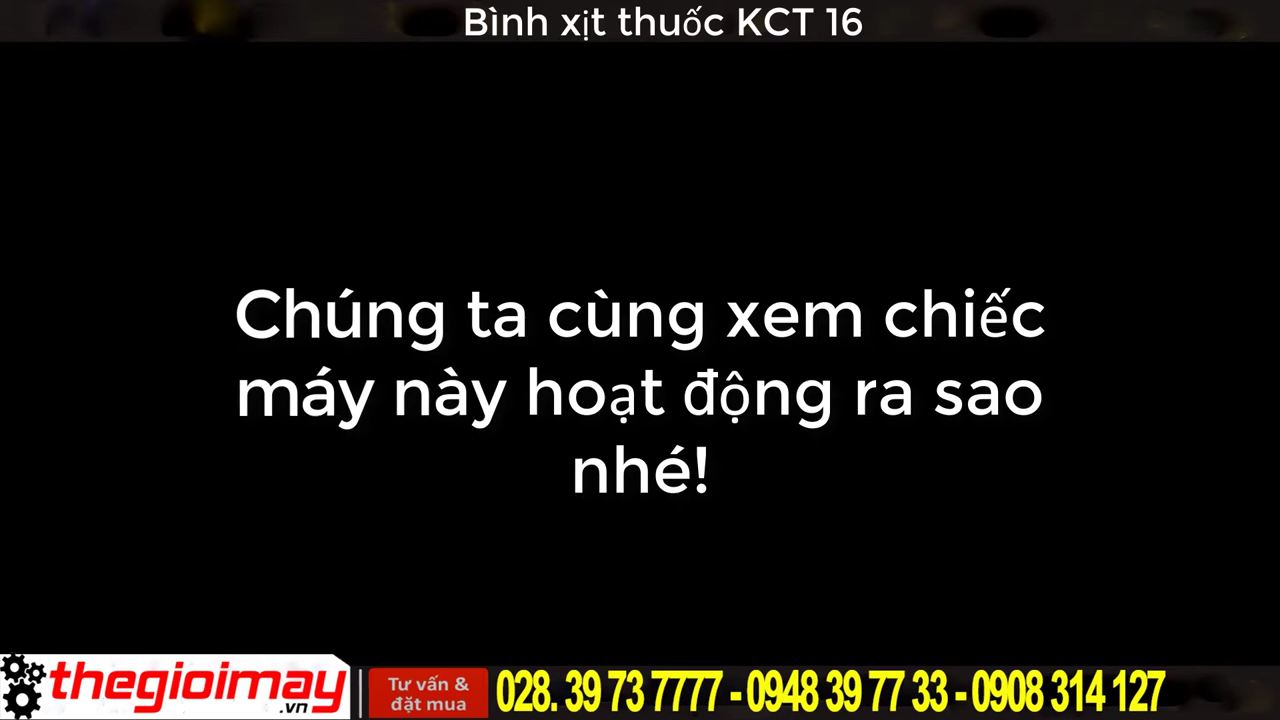 Bình xịt thuốc KCT 16
Chúng ta cùng xem chiếc
máy này hoạt động ra sao
nhé!
thegioimay
.vn
Tư vấn &
đặt mua
028. 39 73 7777 - 0948 39 77 33 - 0908 314 127